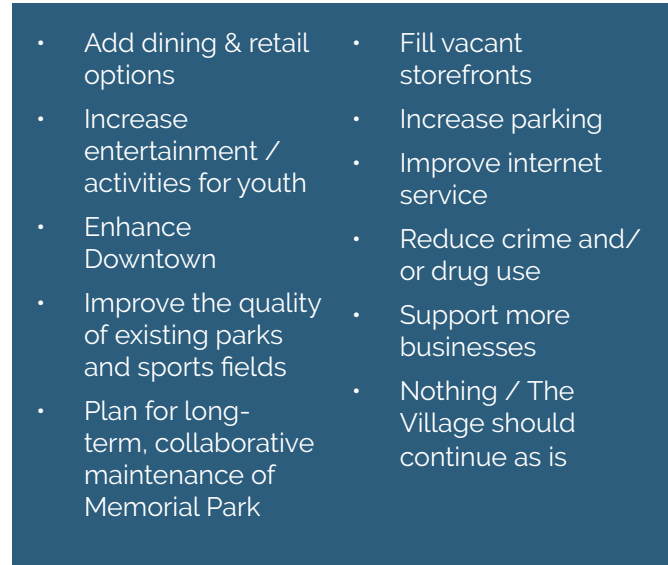 • Add dining & retail
options
• Increase
entertainment /
activities for youth
• Enhance
Downtown
• Improve the quality
of existing parks
and sports fields
• Plan for long-
term, collaborative
maintenance of
Memorial Park
• Fill vacant
storefronts
• Increase parking
• Improve internet
service
• Reduce crime and/
or drug use
• Support more
businesses
• Nothing / The
Village should
continue as is